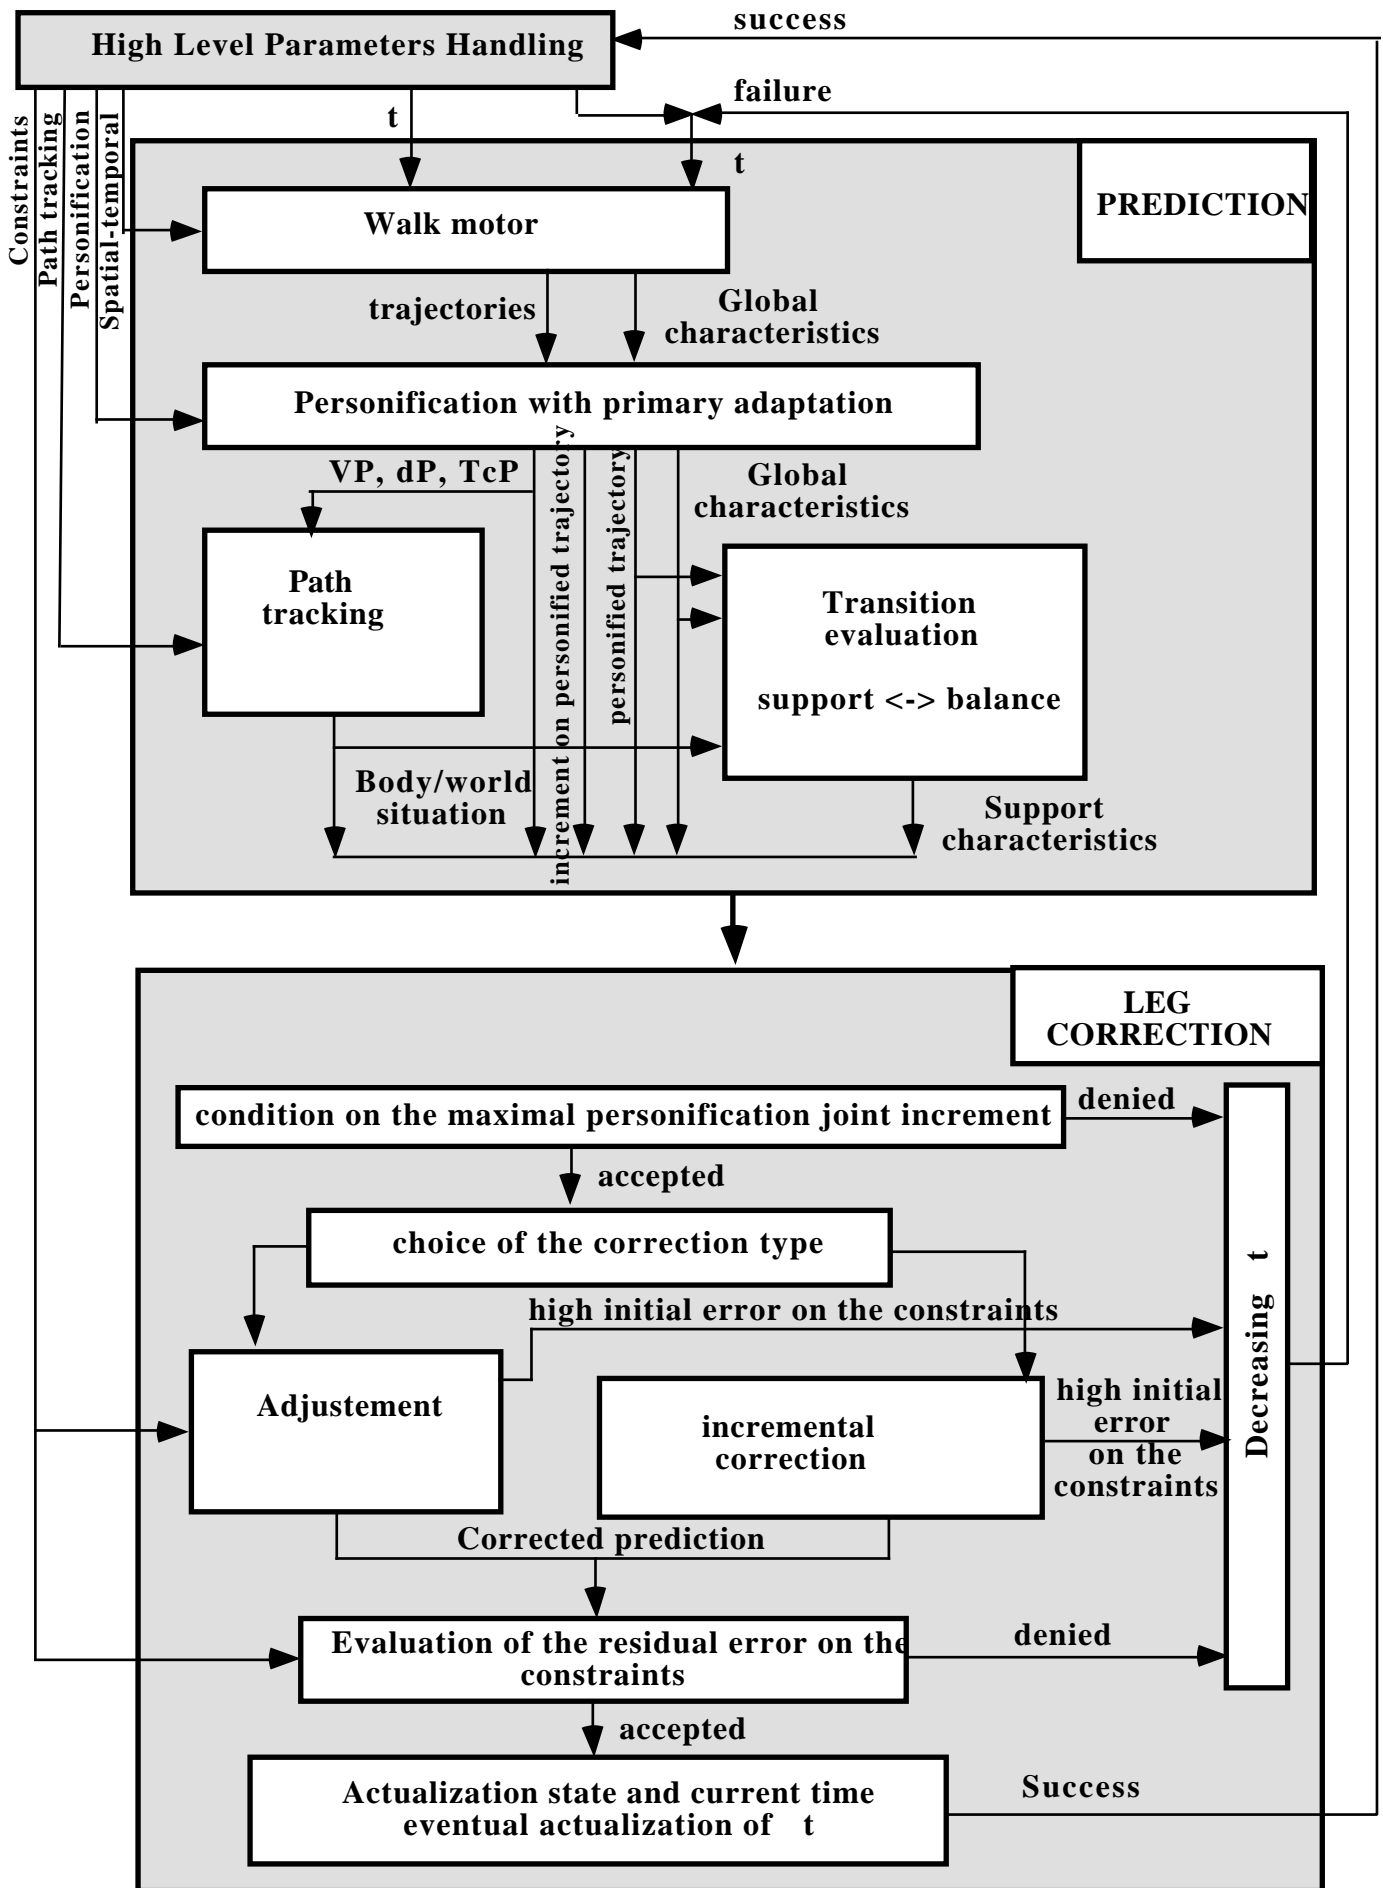 success
High Level Parameters Handling
failure
t
Constraints
Path tracking
Personification
Spatial-temporal
t
PREDICTION
Walk motor
trajectories
Global
characteristics
Personification with primary adaptation
VP, dP, TcP
increment on personified trajectory
personified trajectory
Global
characteristics
Path
tracking
Transition
evaluation
support <-> balance
Body/world
situation
Support
characteristics
LEG
CORRECTION
condition on the maximal personification joint increment
denied
accepted
choice of the correction type
high initial error on the constraints
Decreasing t
Adjustement
incremental
correction
high initial
error
on the
constraints
Corrected prediction
Evaluation of the residual error on the
constraints
denied
accepted
Actualization state and current time
eventual actualization of t
Success